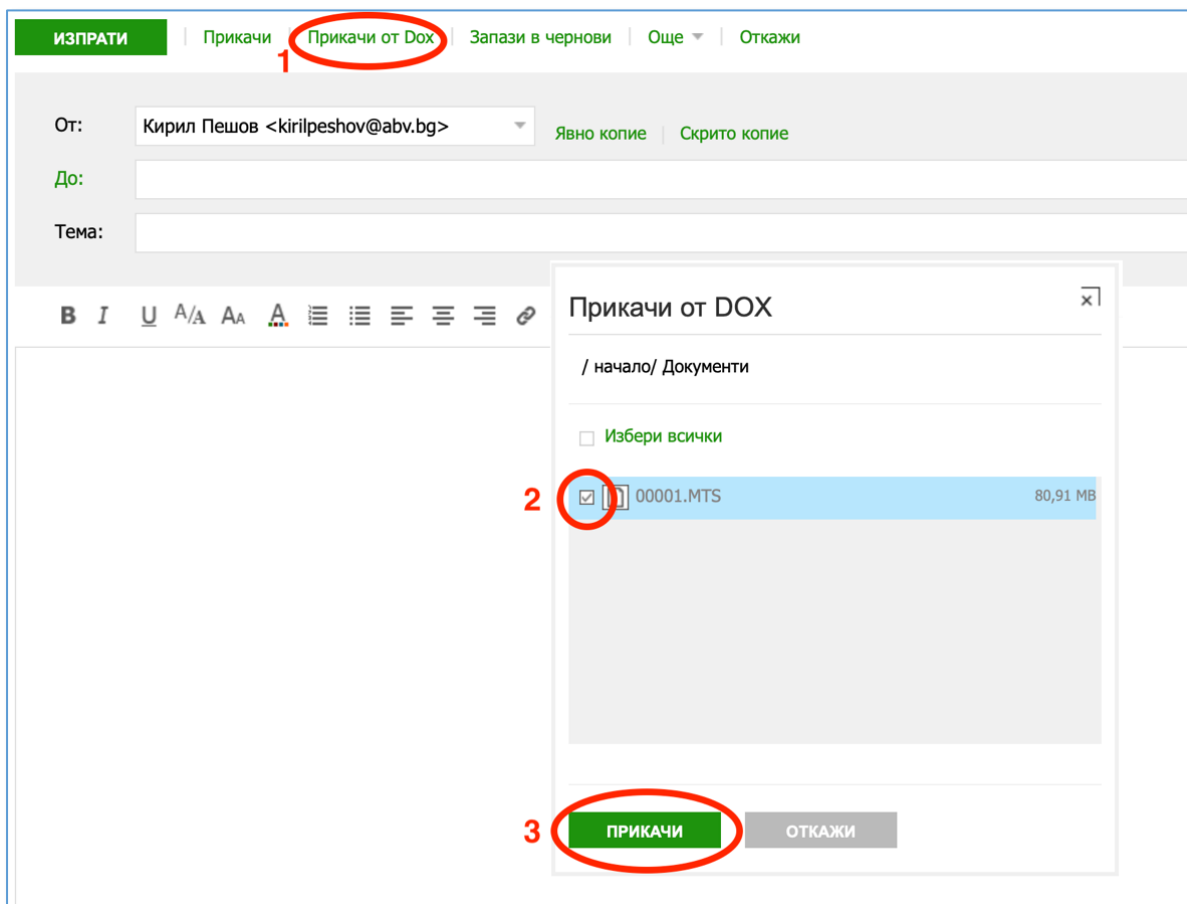 ИЗПРАТИ Прикачи Прикачи от Dox Запази в чернови Още Откажи
1
От: Кирил Пешов <kirilpeshov@abv.bg> Явно копие Скрито копие
До:
Тема:
B I U A/A AA A
Прикачи от DOX
/ начало/ Документи
Избери всички
2 00001.MTS 80,91 MB
3 ПРИКАЧИ ОТКАЖИ